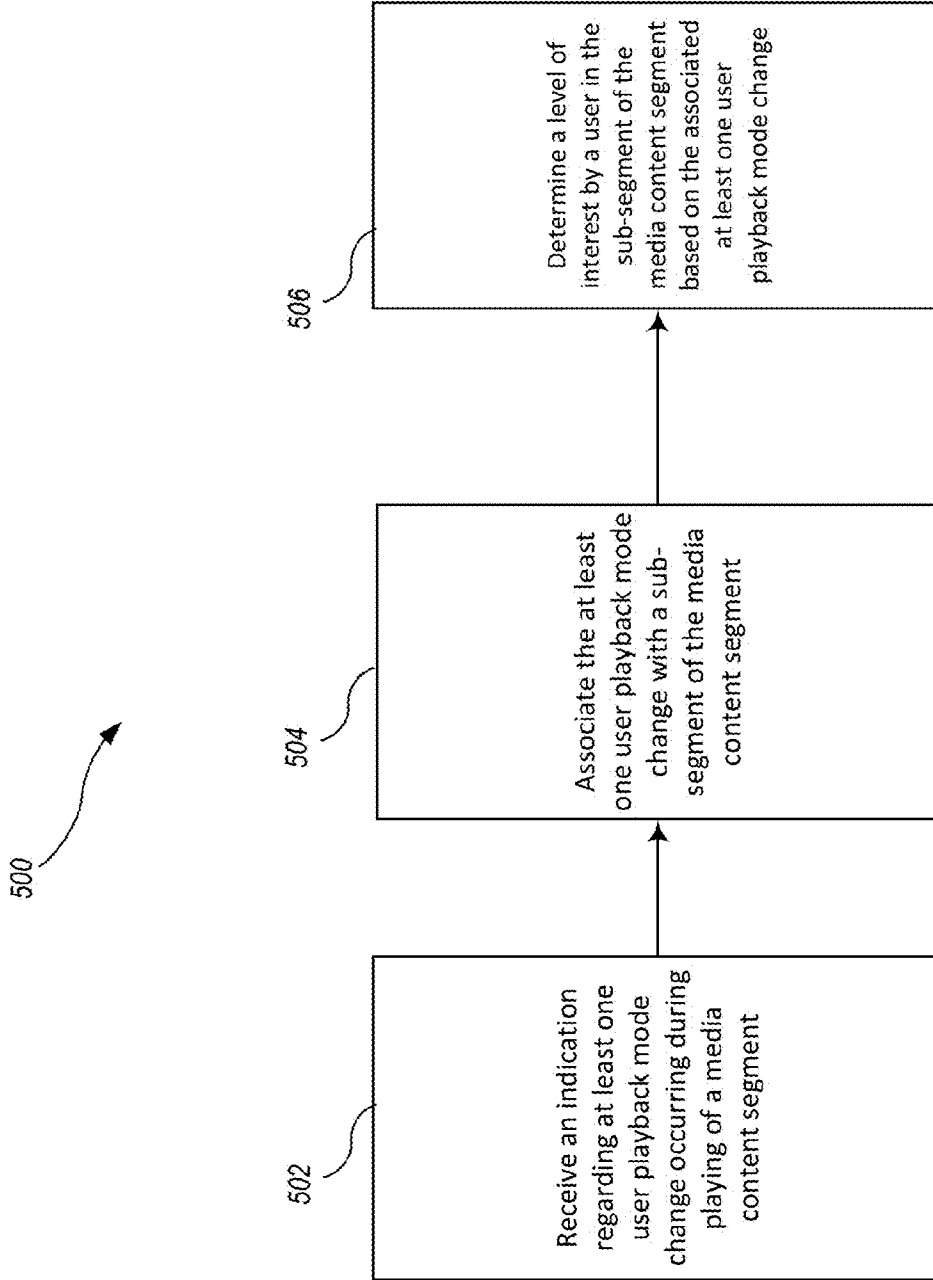 500
502
Receive an indication
regarding at least one
user playback mode
change occurring during
playing of a media
content segment
504
Associate the at least
one user playback mode
change with a sub-
segment of the media
content segment
506
Determine a level of
interest by a user in the
sub-segment of the
media content segment
based on the associated
at least one user
playback mode change